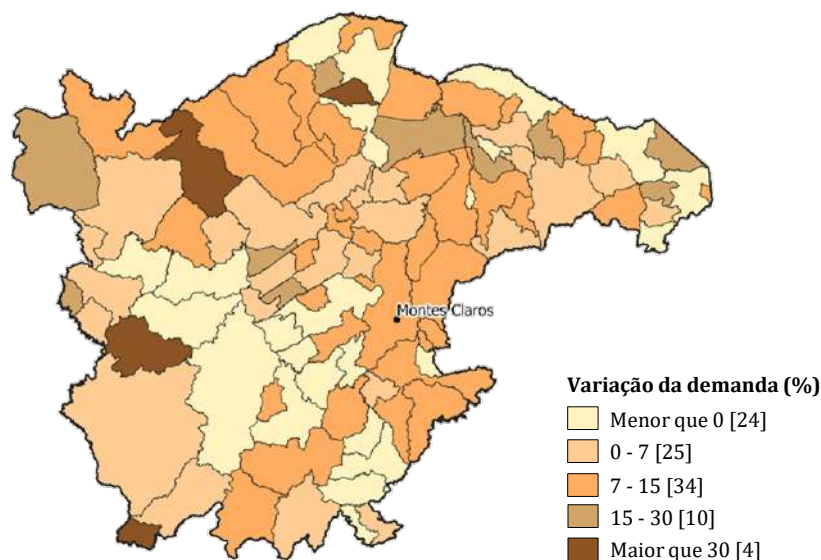 Montes Claros
Variação da demanda (%)
Menor que 0 [24]
0 - 7 [25]
7 - 15 [34]
15 - 30 [10]
Maior que 30 [4]